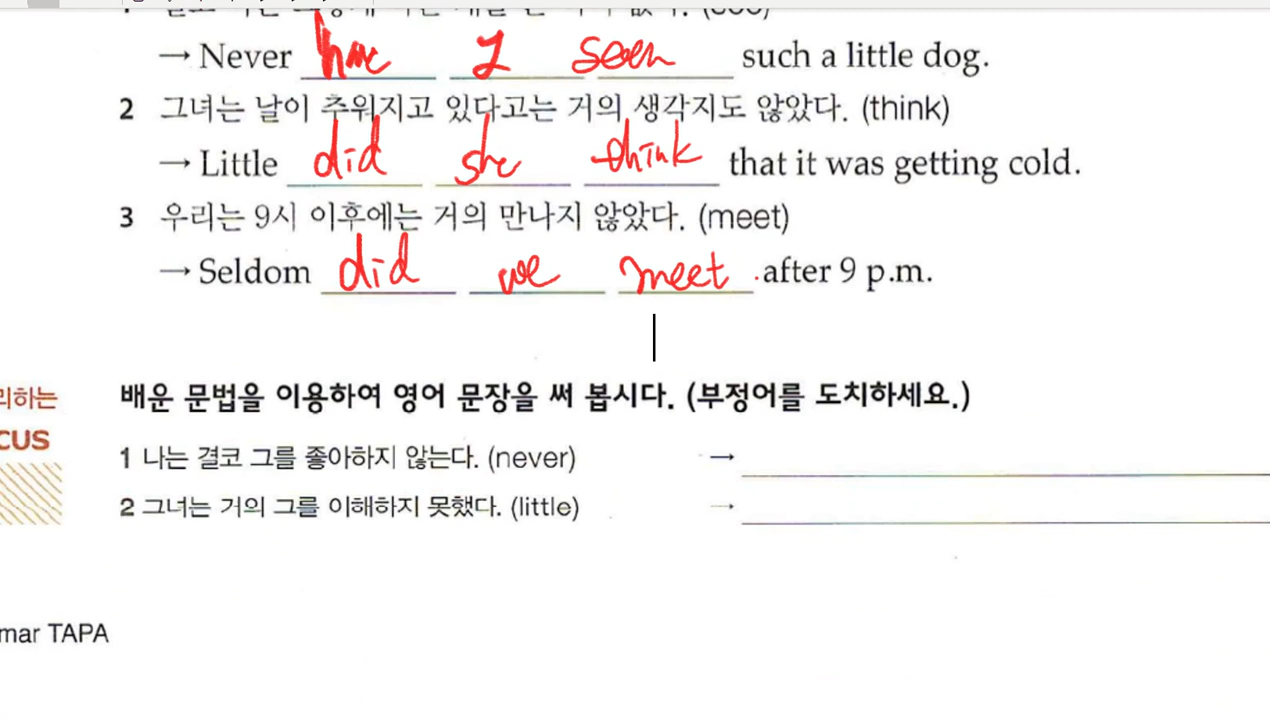 → Never have I seen such a little dog.
2 그녀는 날이 추워지고 있다고는 거의 생각지도 않았다. (think)
→ Little did she think that it was getting cold.
3 우리는 9시 이후에는 거의 만나지 않았다. (meet)
→ Seldom did we meet after 9 p.m.
리하는
CUS
배운 문법을 이용하여 영어 문장을 써 봅시다. (부정어를 도치하세요.)
1 나는 결코 그를 좋아하지 않는다. (never) →
2 그녀는 거의 그를 이해하지 못했다. (little) →
mar TAPA